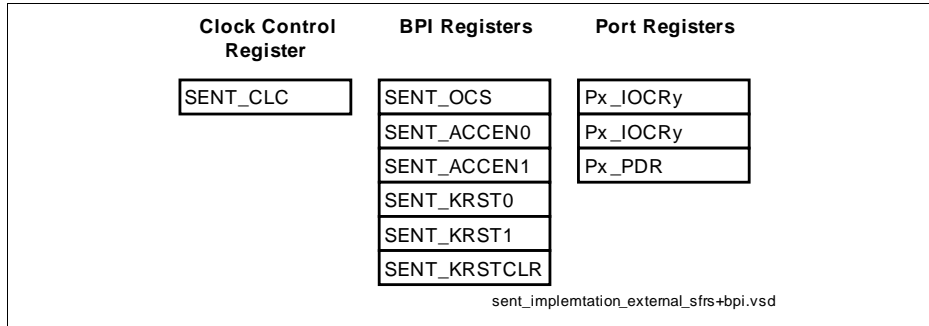 Clock Control
Register
BPI Registers
Port Registers
SENT_CLC
SENT_OCS
SENT_ACCEN0
SENT_ACCEN1
SENT_KRST0
SENT_KRST1
SENT_KRSTCLR
Px_IOCRy
Px_IOCRy
Px_PDR
sent_implemtation_external_sfrs+bpi.vsd